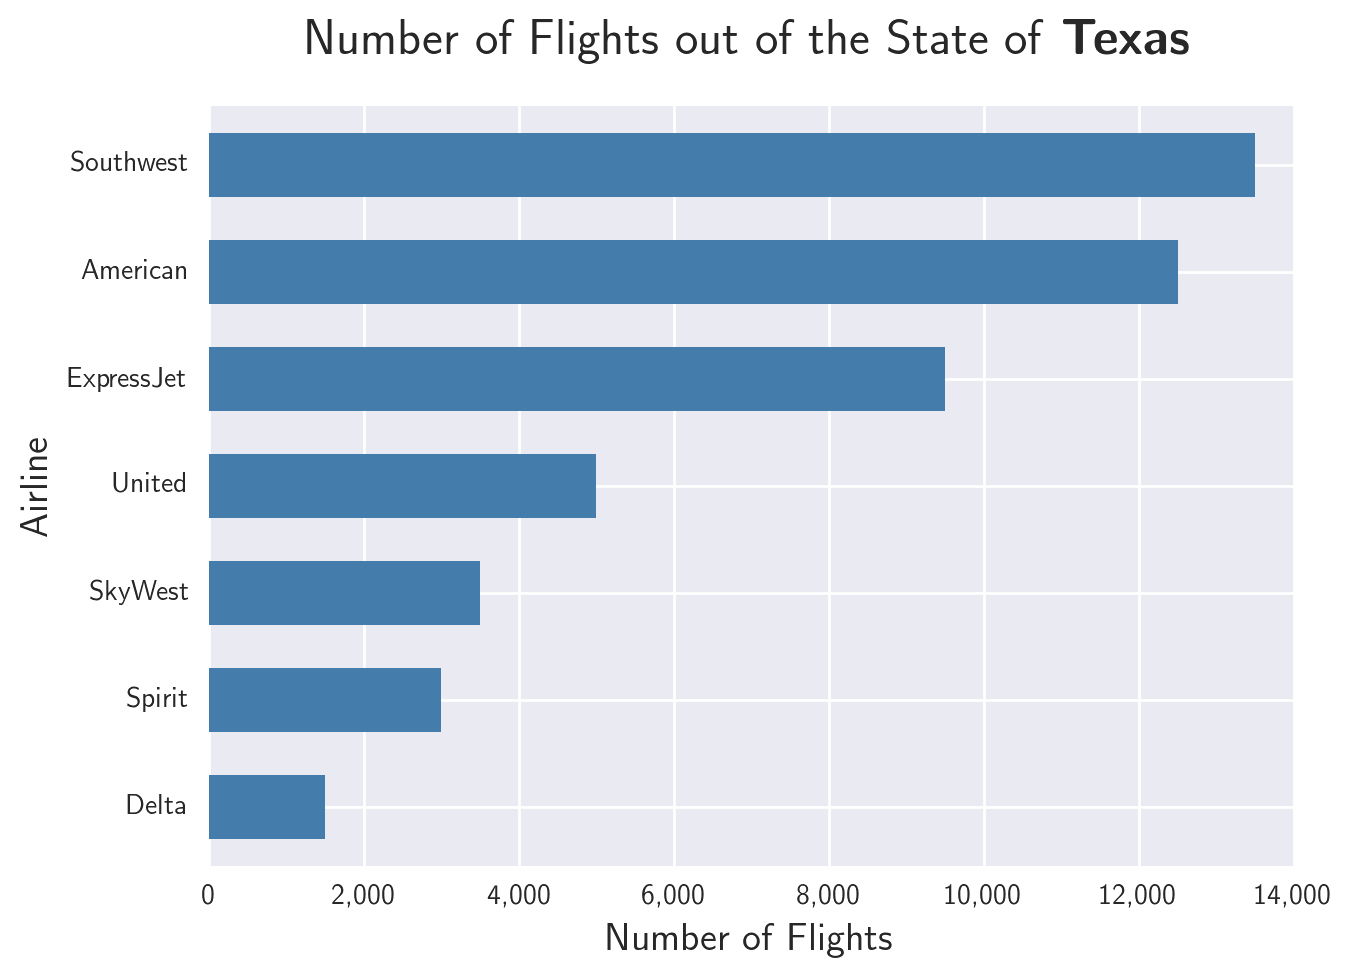 Number of Flights out of the State of Texas
Southwest
American
ExpressJet
United
SkyWest
Spirit
Delta
Airline
0 2,000 4,000 6,000 8,000 10,000 12,000 14,000
Number of Flights